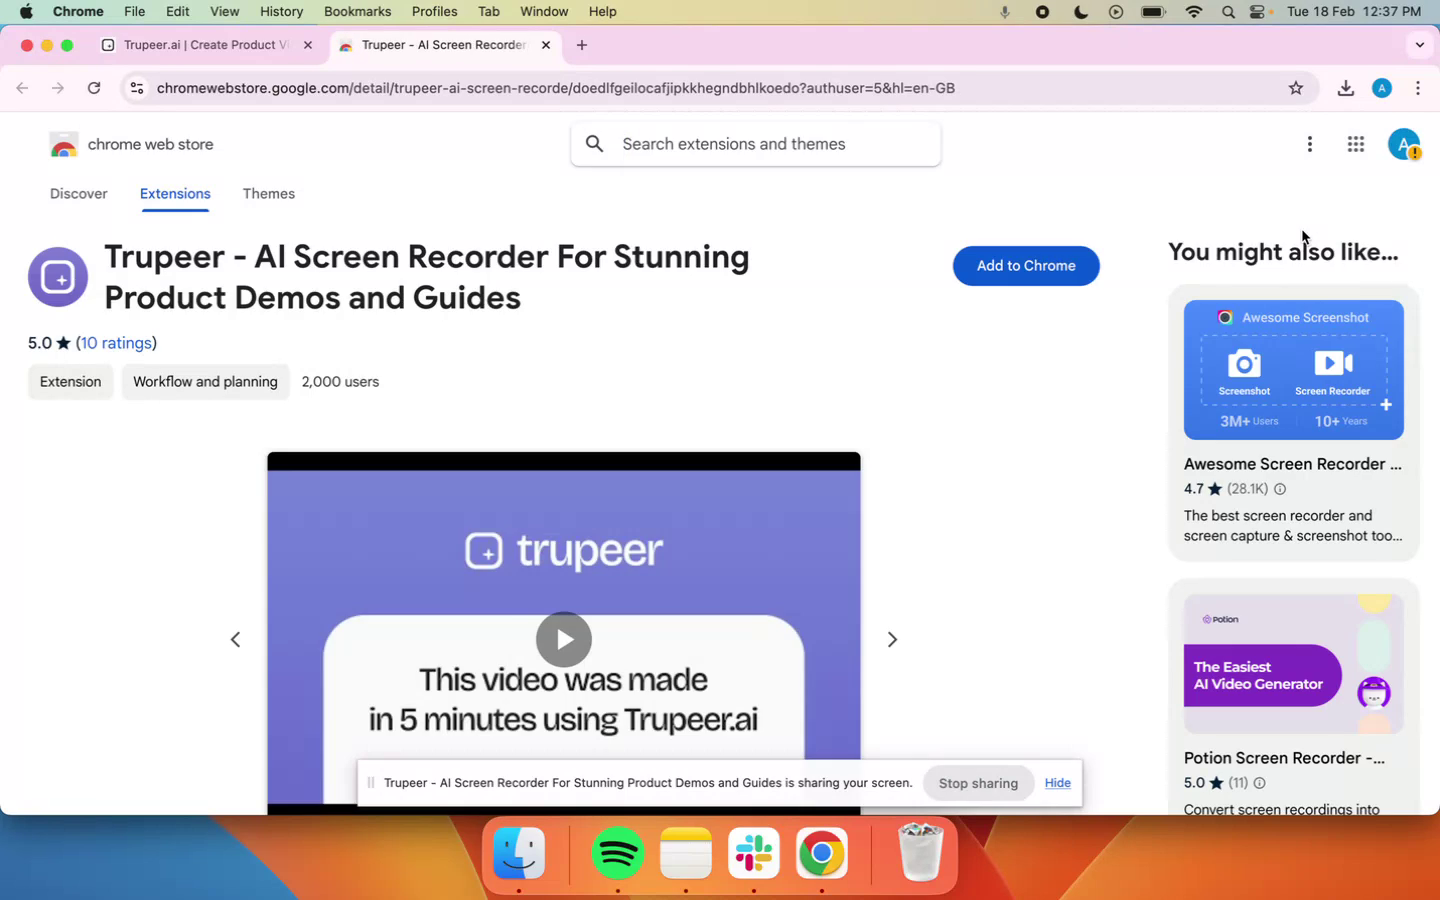 Chrome File Edit View History Bookmarks Profiles Tab Window Help Tue 18 Feb 12:37 PM
Trupeer.ai | Create Product Vi
Trupeer - AI Screen Recorder
chromewebstore.google.com/detail/trupeer-ai-screen-recorde/doedlfgeilocafjipkkhegndbhlkoedo?authuser=5&hl=en-GB
A
chrome web store
Search extensions and themes
A
Discover Extensions Themes
Trupeer - AI Screen Recorder For Stunning
Product Demos and Guides
Add to Chrome
5.0 ★ (10 ratings)
Extension Workflow and planning 2,000 users
trupeer
This video was made
in 5 minutes using Trupeer.ai
You might also like...
Awesome Screenshot
Screenshot Screen Recorder
3M+ Users 10+ Years
Awesome Screen Recorder ...
4.7 ★ (28.1K)
The best screen recorder and
screen capture & screenshot too...
Potion
The Easiest
AI Video Generator
Potion Screen Recorder -...
5.0 ★ (11)
Convert screen recordings into
Trupeer - AI Screen Recorder For Stunning Product Demos and Guides is sharing your screen. Stop sharing Hide